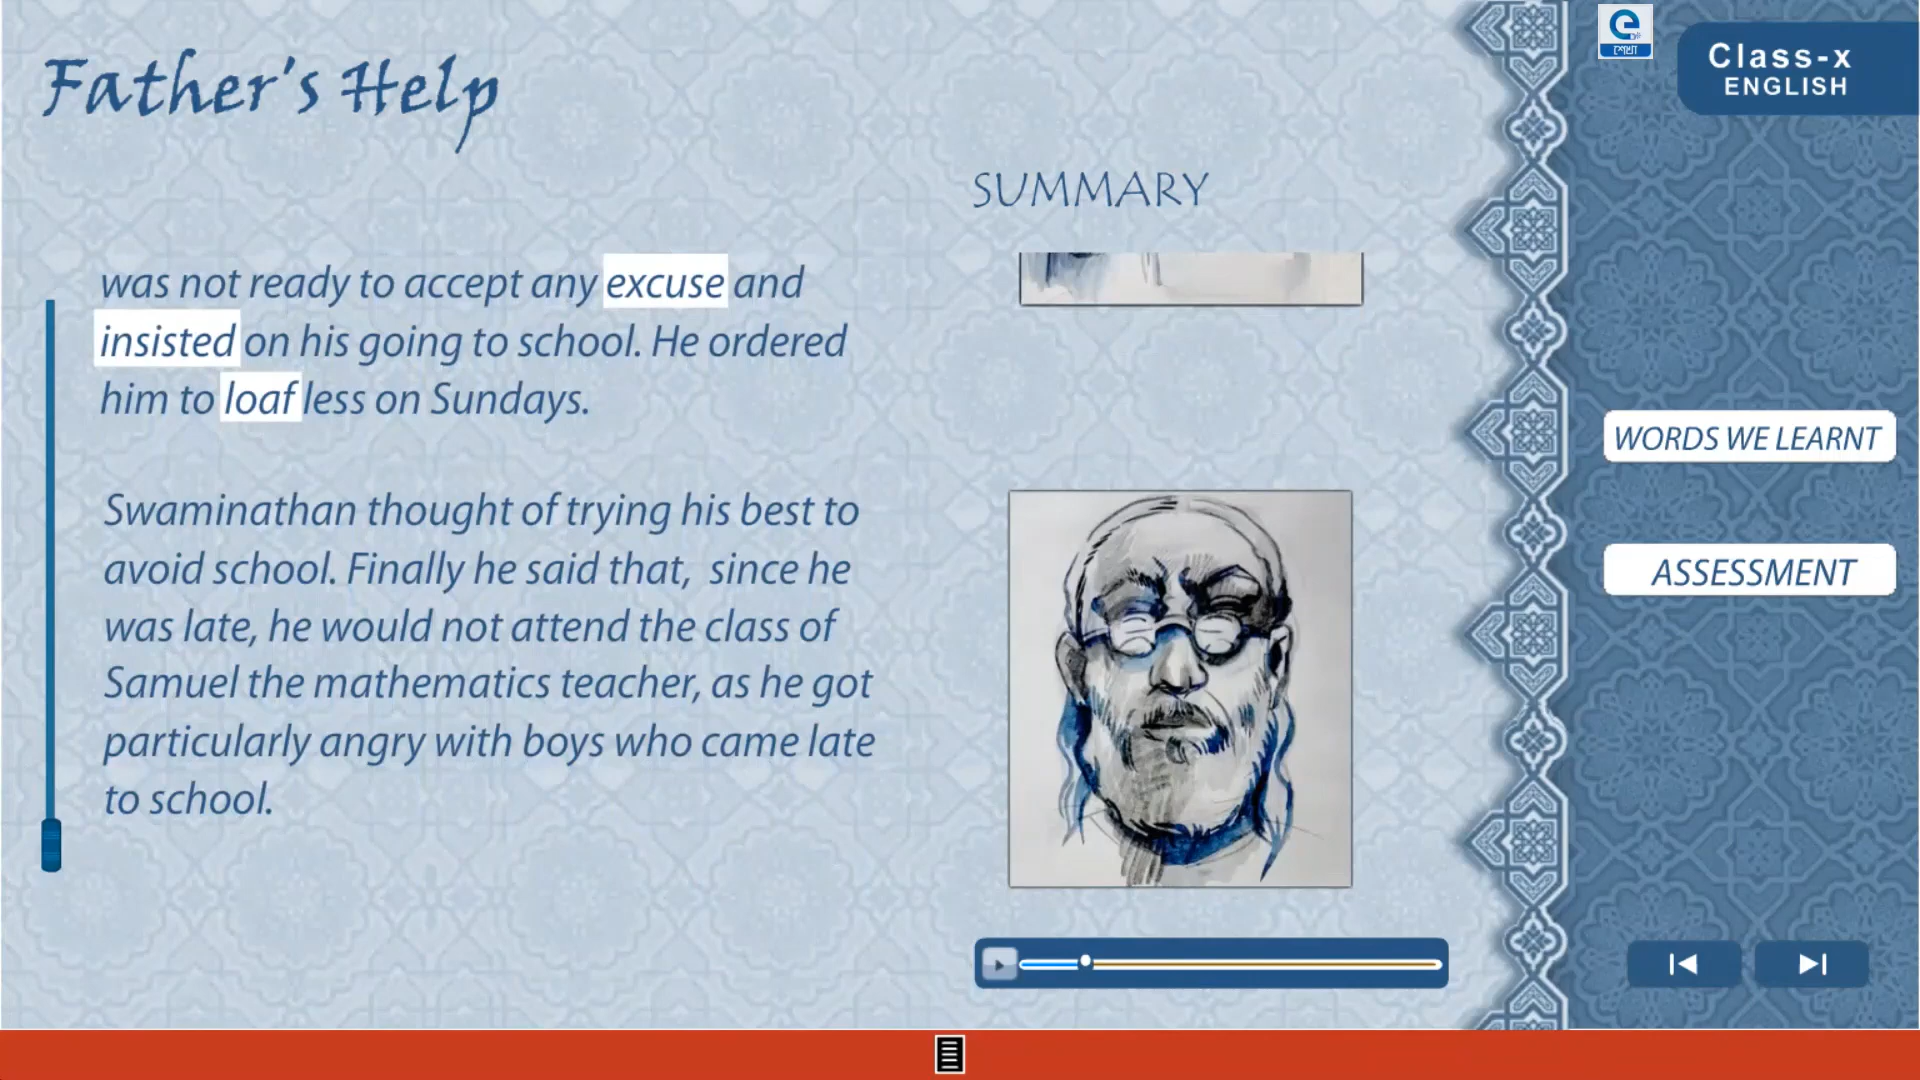 Father's Help
Class-x
ENGLISH
SUMMARY
was not ready to accept any excuse and
insisted on his going to school. He ordered
him to loaf less on Sundays.
Swaminathan thought of trying his best to
avoid school. Finally he said that, since he
was late, he would not attend the class of
Samuel the mathematics teacher, as he got
particularly angry with boys who came late
to school.
WORDS WE LEARNT
ASSESSMENT